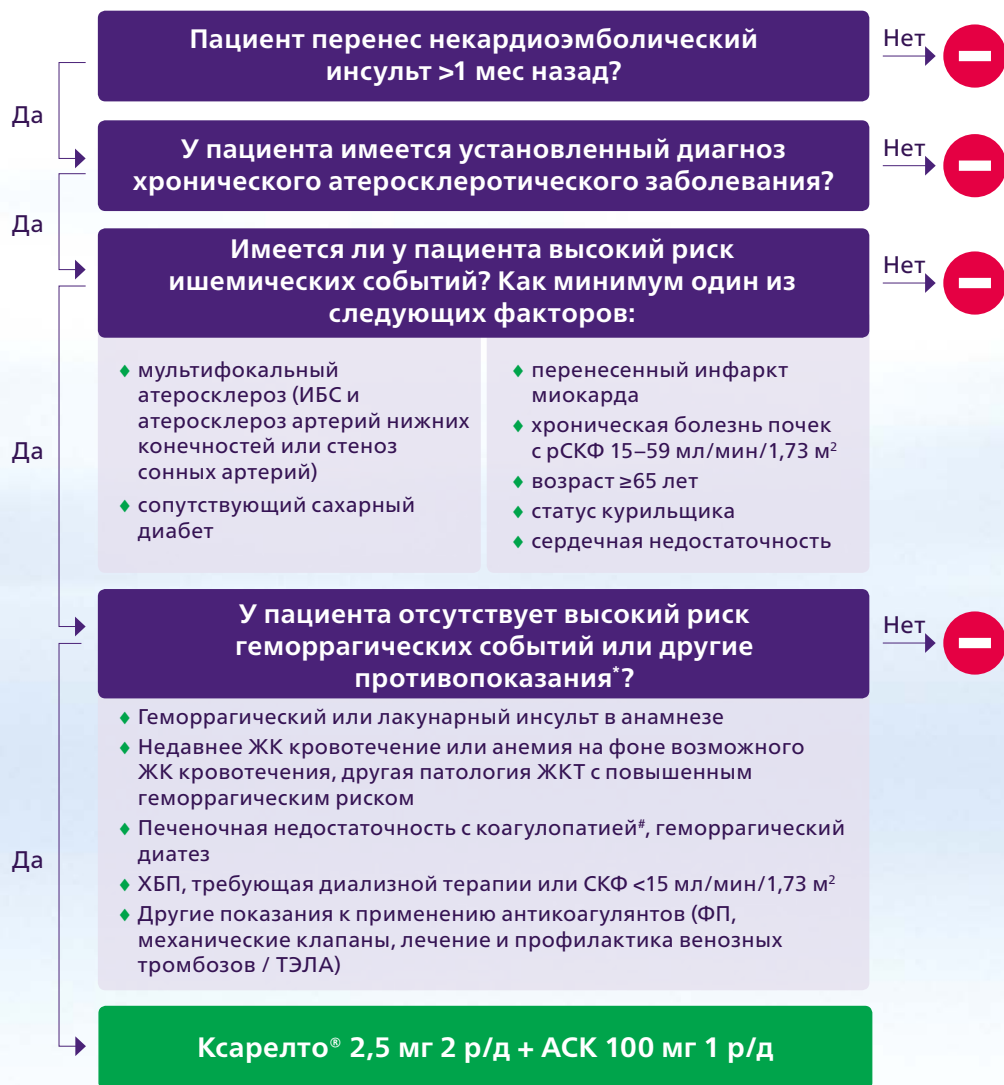 Пациент перенес некардиоэмболический
инсульт >1 мес назад?
Нет
Да
У пациента имеется установленный диагноз
хронического атеросклеротического заболевания?
Нет
Да
Имеется ли у пациента высокий риск
ишемических событий? Как минимум один из
следующих факторов:
Нет
♦ мультифокальный
атеросклероз (ИБС и
атеросклероз артерий нижних
конечностей или стеноз
сонных артерий)
♦ сопутствующий сахарный
диабет
♦ перенесенный инфаркт
миокарда
♦ хроническая болезнь почек
с рСКФ 15–59 мл/мин/1,73 м²
♦ возраст ≥65 лет
♦ статус курильщика
♦ сердечная недостаточность
Да
У пациента отсутствует высокий риск
геморрагических событий или другие
противопоказания*?
Нет
♦ Геморрагический или лакунарный инсульт в анамнезе
♦ Недавнее ЖК кровотечение или анемия на фоне возможного
ЖК кровотечения, другая патология ЖКТ с повышенным
геморрагическим риском
♦ Печеночная недостаточность с коагулопатией#, геморрагический
диатез
♦ ХБП, требующая диализной терапии или СКФ <15 мл/мин/1,73 м²
♦ Другие показания к применению антикоагулянтов (ФП,
механические клапаны, лечение и профилактика венозных
тромбозов / ТЭЛА)
Да
Ксарелто® 2,5 мг 2 р/д + АСК 100 мг 1 р/д